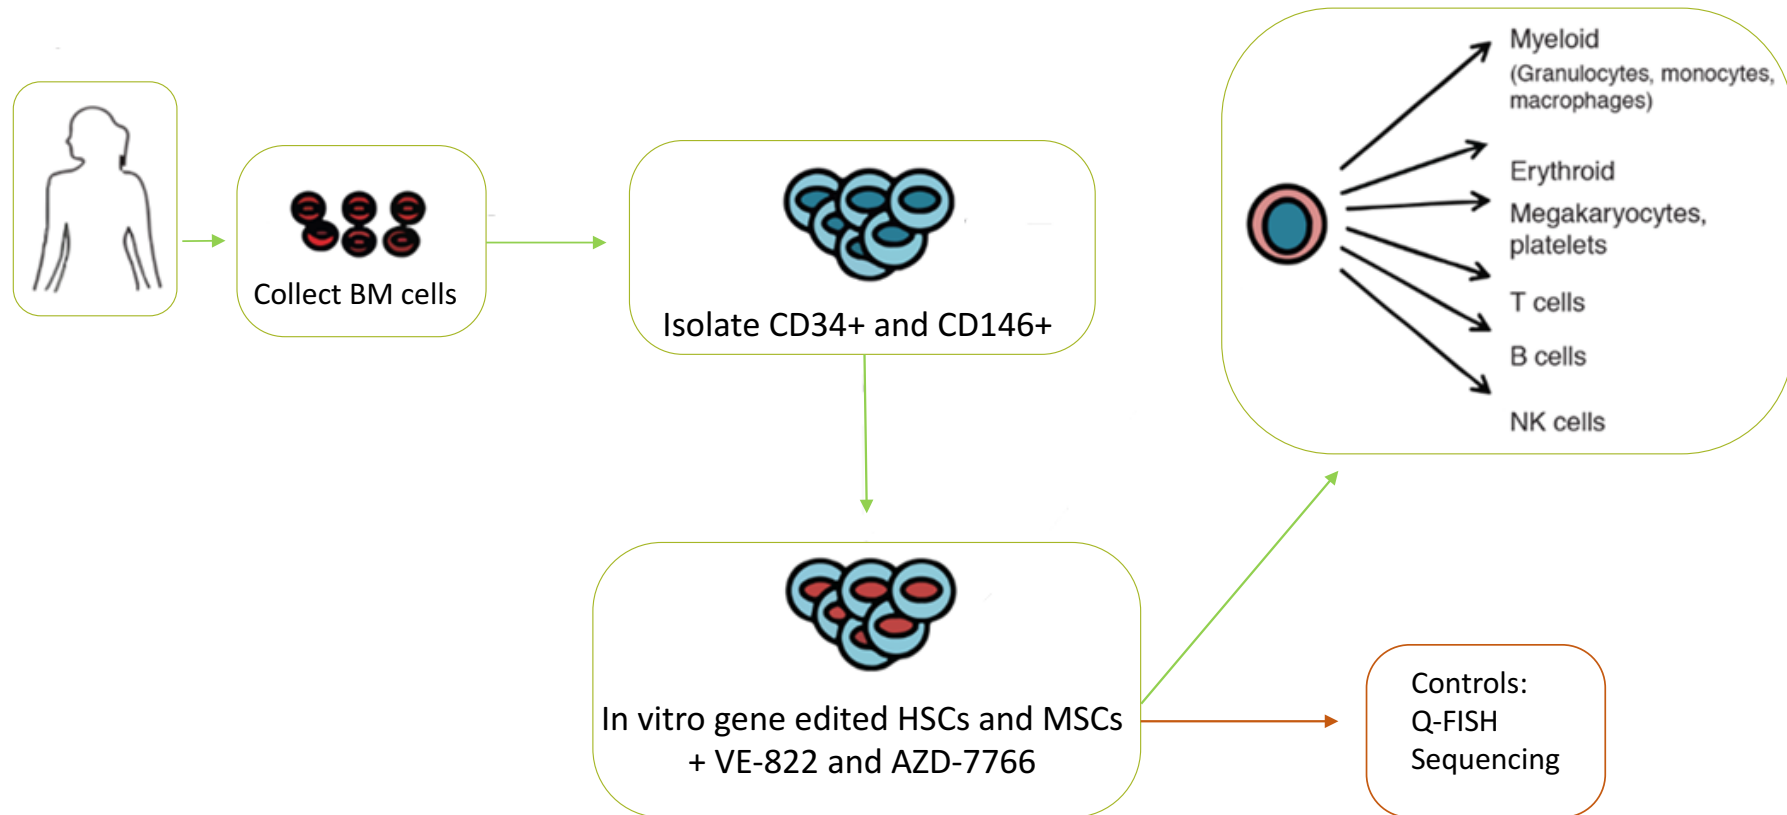 Collect BM cells
Isolate CD34+ and CD146+
In vitro gene edited HSCs and MSCs
+ VE-822 and AZD-7766
Myeloid
(Granulocytes, monocytes,
macrophages)
Erythroid
Megakaryocytes,
platelets
T cells
B cells
NK cells
Controls:
Q-FISH
Sequencing